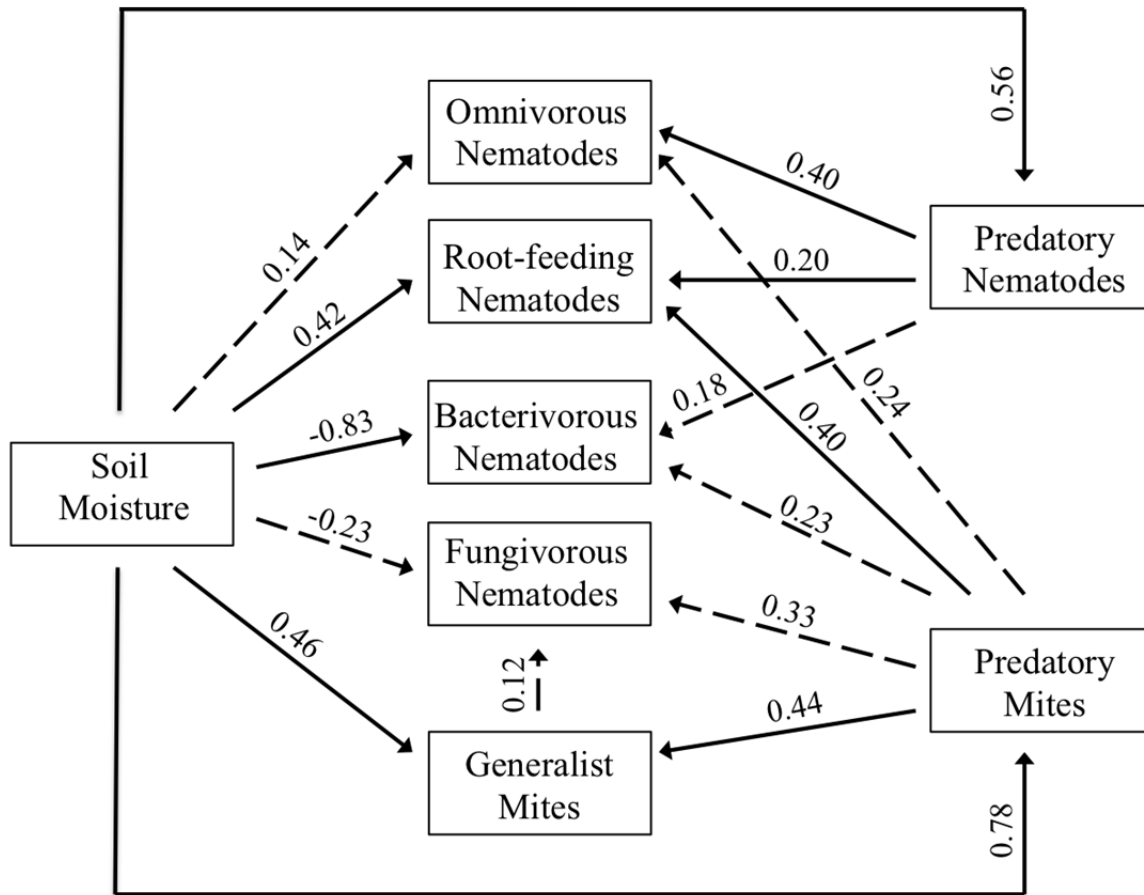 0.56
Omnivorous
Nematodes
0.40
0.14
Predatory
Nematodes
Root-feeding
Nematodes
0.20
0.42
0.24
0.18
0.40
Bacterivorous
Nematodes
-0.83
Soil
Moisture
0.23
-0.23
Fungivorous
Nematodes
0.33
0.46
0.12
Predatory
Mites
0.44
Generalist
Mites
0.78